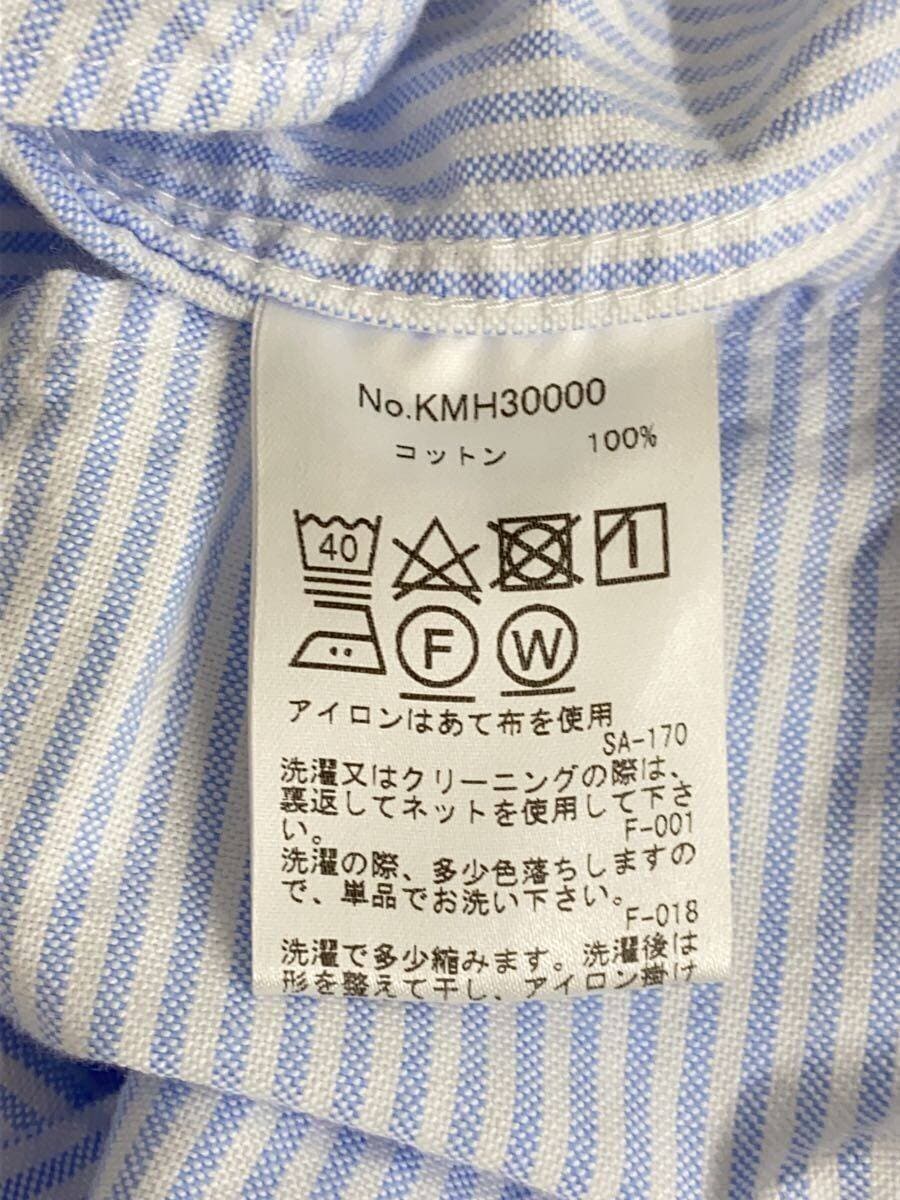 No.KMH30000
コットン 100%
40
F W
アイロンはあて布を使用
SA-170
洗濯又はクリーニングの際は、
裏返してネットを使用して下さ
い。 F-001
洗濯の際、多少色落ちしますの
で、単品でお洗い下さい。
F-018
洗濯で多少縮みます。洗濯後は
形を整えて干し、アイロン掛け